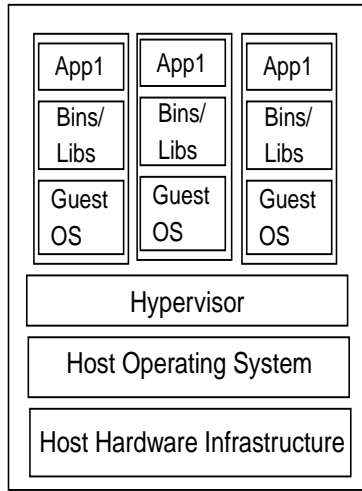 App1
Bins/
Libs
Guest
OS
App1
Bins/
Libs
Guest
OS
App1
Bins/
Libs
Guest
OS
Hypervisor
Host Operating System
Host Hardware Infrastructure